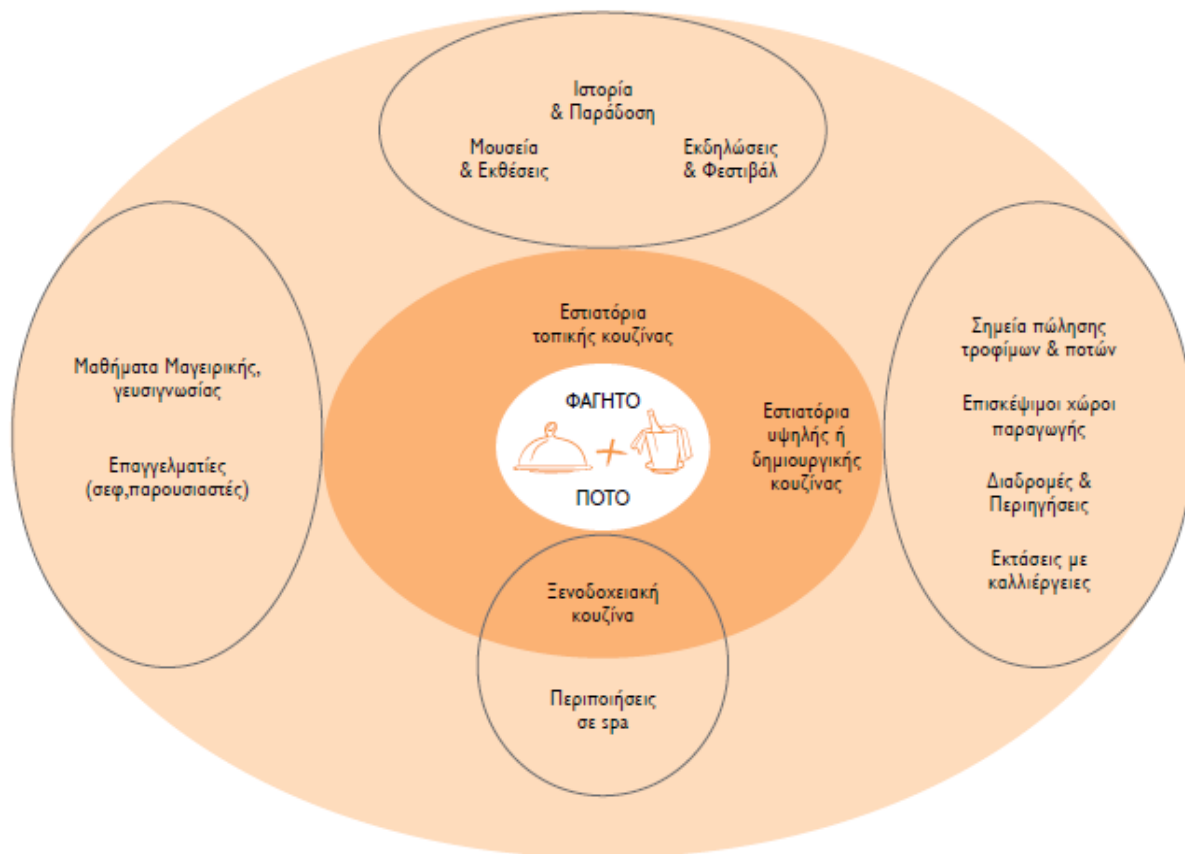 Ιστορία
& Παράδοση
Μουσεία
& Εκθέσεις
Εκδηλώσεις
& Φεστιβάλ
Μαθήματα Μαγειρικής,
γευσιγνωσίας
Επαγγελματίες
(σεφ,παρουσιαστές)
Εστιατόρια
τοπικής κουζίνας
ΦΑΓΗΤΟ
ΠΟΤΟ
Εστιατόρια
υψηλής ή
δημιουργικής
κουζίνας
Ξενοδοχειακή
κουζίνα
Περιποιήσεις
σε spa
Σημεία πώλησης
τροφίμων & ποτών
Επισκέψιμοι χώροι
παραγωγής
Διαδρομές &
Περιηγήσεις
Εκτάσεις με
καλλιέργειες